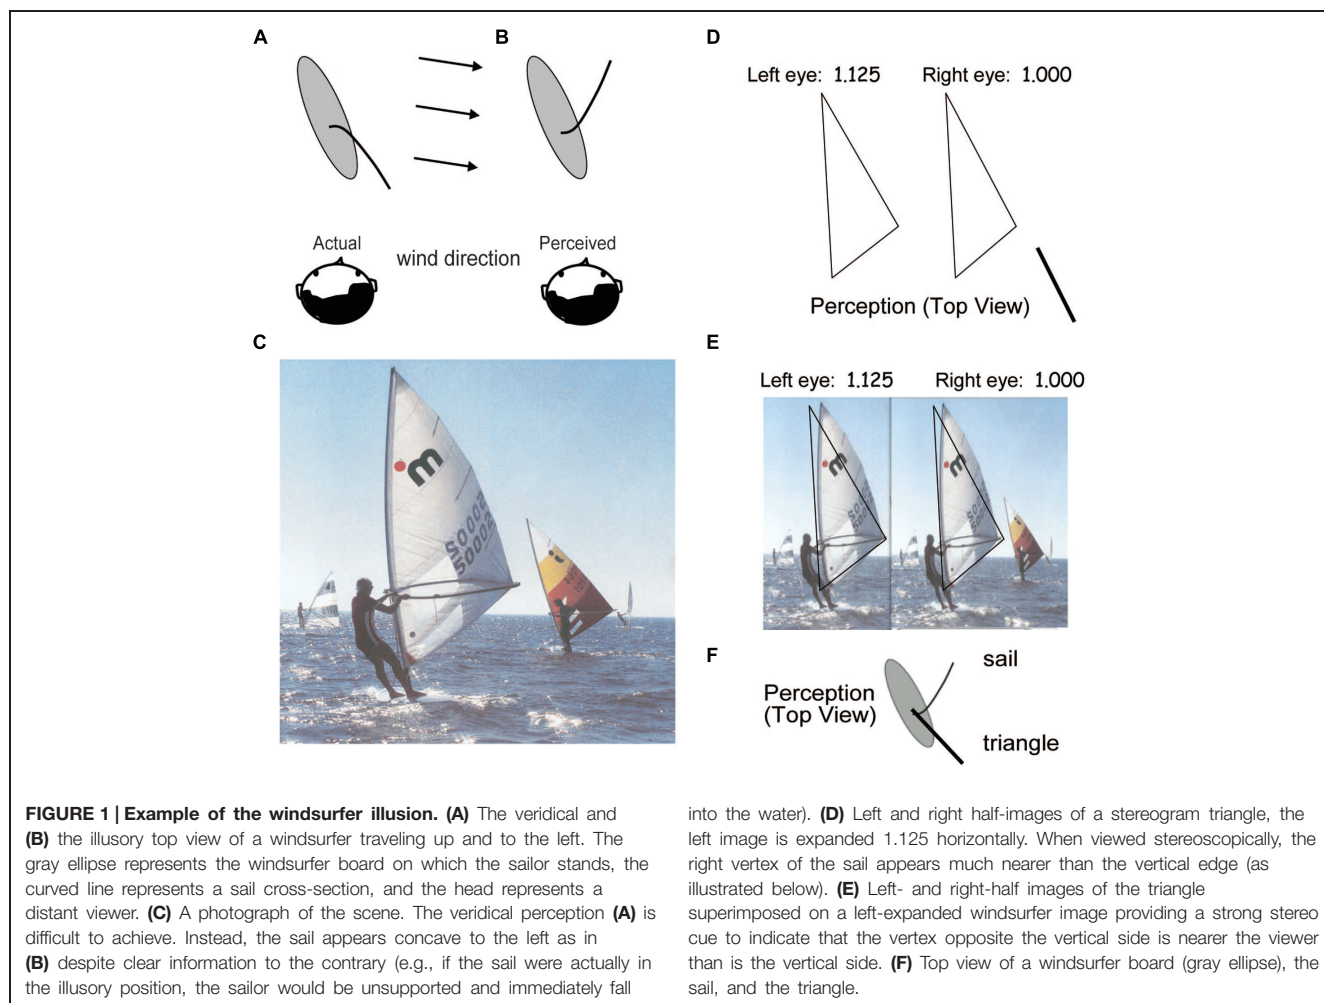 A
B
Actual
wind direction
Perceived
C
m
50002
50002
D
Left eye: 1.125
Right eye: 1.000
Perception (Top View)
E
Left eye: 1.125
Right eye: 1.000
m
50002
50002
m
50002
50002
F
Perception
(Top View)
sail
triangle
FIGURE 1 | Example of the windsurfer illusion. (A) The veridical and
(B) the illusory top view of a windsurfer traveling up and to the left. The
gray ellipse represents the windsurfer board on which the sailor stands, the
curved line represents a sail cross-section, and the head represents a
distant viewer. (C) A photograph of the scene. The veridical perception (A) is
difficult to achieve. Instead, the sail appears concave to the left as in
(B) despite clear information to the contrary (e.g., if the sail were actually in
the illusory position, the sailor would be unsupported and immediately fall
into the water). (D) Left and right half-images of a stereogram triangle, the
left image is expanded 1.125 horizontally. When viewed stereoscopically, the
right vertex of the sail appears much nearer than the vertical edge (as
illustrated below). (E) Left- and right-half images of the triangle
superimposed on a left-expanded windsurfer image providing a strong stereo
cue to indicate that the vertex opposite the vertical side is nearer the viewer
than is the vertical side. (F) Top view of a windsurfer board (gray ellipse), the
sail, and the triangle.